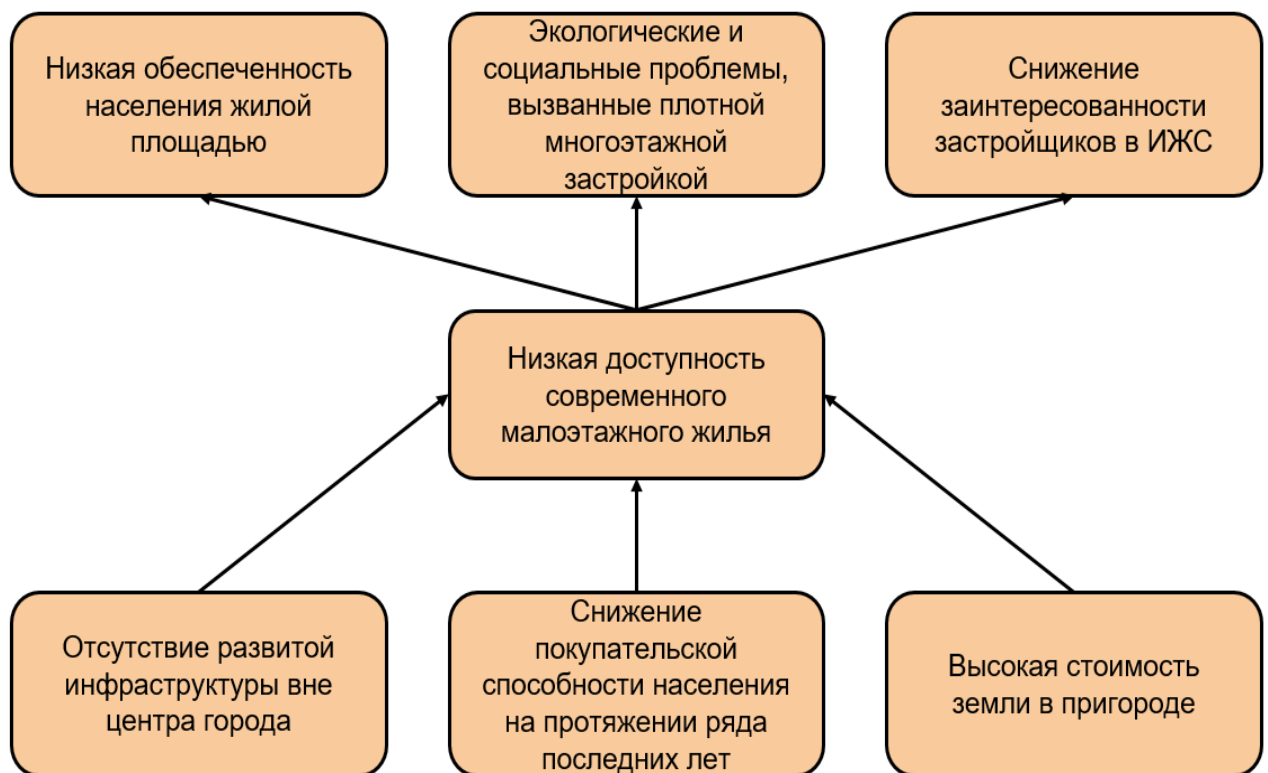 Низкая обеспеченность
населения жилой
площадью
Экологические и
социальные проблемы,
вызванные плотной
многоэтажной
застройкой
Снижение
заинтересованности
застройщиков в ИЖС
Низкая доступность
современного
малоэтажного жилья
Отсутствие развитой
инфраструктуры вне
центра города
Снижение
покупательской
способности населения
на протяжении ряда
последних лет
Высокая стоимость
земли в пригороде